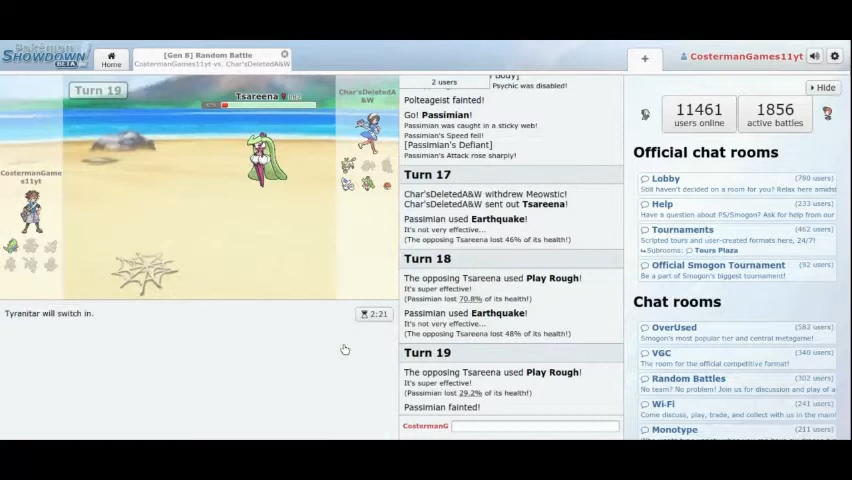 Pokémon
SHOWDOWN!
BETA
Home
[Gen 8] Random Battle
CostermanGames11yt vs. Char'sDeletedA&W
+
CostermanGames11yt
Turn 19
Tsareena
CostermanGam
es11yt
Char'sDeletedA
&W
Tyranitar will switch in.
2:21
2 users
Psychic was disabled!
Polteageist fainted!
Go! Passimian!
Passimian was caught in a sticky web!
Passimian's Speed fell!
[Passimian's Defiant]
Passimian's Attack rose sharply!
Turn 17
Char'sDeletedA&W withdrew Meowstic!
Char'sDeletedA&W sent out Tsareena!
Passimian used Earthquake!
It's not very effective...
(The opposing Tsareena lost 46% of its health!)
Turn 18
The opposing Tsareena used Play Rough!
It's super effective!
(Passimian lost 70.8% of its health!)
Passimian used Earthquake!
It's not very effective...
(The opposing Tsareena lost 48% of its health!)
Turn 19
The opposing Tsareena used Play Rough!
It's super effective!
(Passimian lost 29.2% of its health!)
Passimian fainted!
CostermanG
Hide
11461
users online
1856
active battles
Official chat rooms
Lobby (780 users)
Still haven't decided on a room for you? Relax here amidst
Help (233 users)
Have a question about PS/Smogon? Ask for help from our
Tournaments (462 users)
Scripted tours and user-created formats here, 24/7!
Subrooms: Tours Plaza
Official Smogon Tournament (92 users)
Be a part of Smogon's biggest tournament!
Chat rooms
OverUsed (582 users)
Smogon's most popular tier and central metagame!
VGC (340 users)
The room for the official competitive format!
Random Battles (302 users)
No team? No problem! Join us for discussion and play of a
Wi-Fi (241 users)
Come discuss, play, trade, and collect with us in the main
Monotype (211 users)